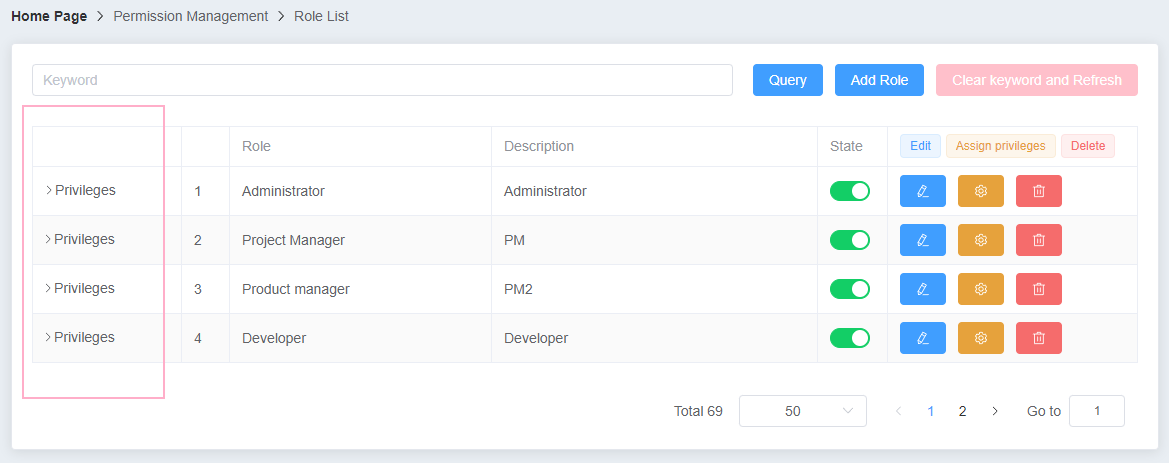 Home Page > Permission Management > Role List
Keyword Query Add Role Clear keyword and Refresh
Role Description State Edit Assign privileges Delete
> Privileges 1 Administrator Administrator
> Privileges 2 Project Manager PM
> Privileges 3 Product manager PM2
> Privileges 4 Developer Developer
Total 69 50 < 1 2 > Go to 1